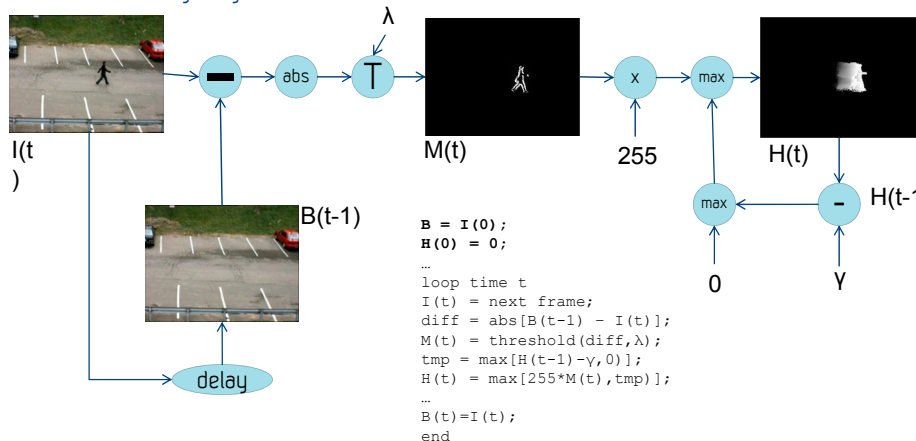 λ
abs
T
x
max
I(t
)
M(t)
255
H(t)
B(t-1)
max
-
H(t-1
0
γ
delay
B = I(0);
H(0) = 0;
…
loop time t
I(t) = next frame;
diff = abs[B(t-1) – I(t)];
M(t) = threshold(diff,λ);
tmp = max[H(t-1)-γ,0)];
H(t) = max[255*M(t),tmp)];
…
B(t)=I(t);
end